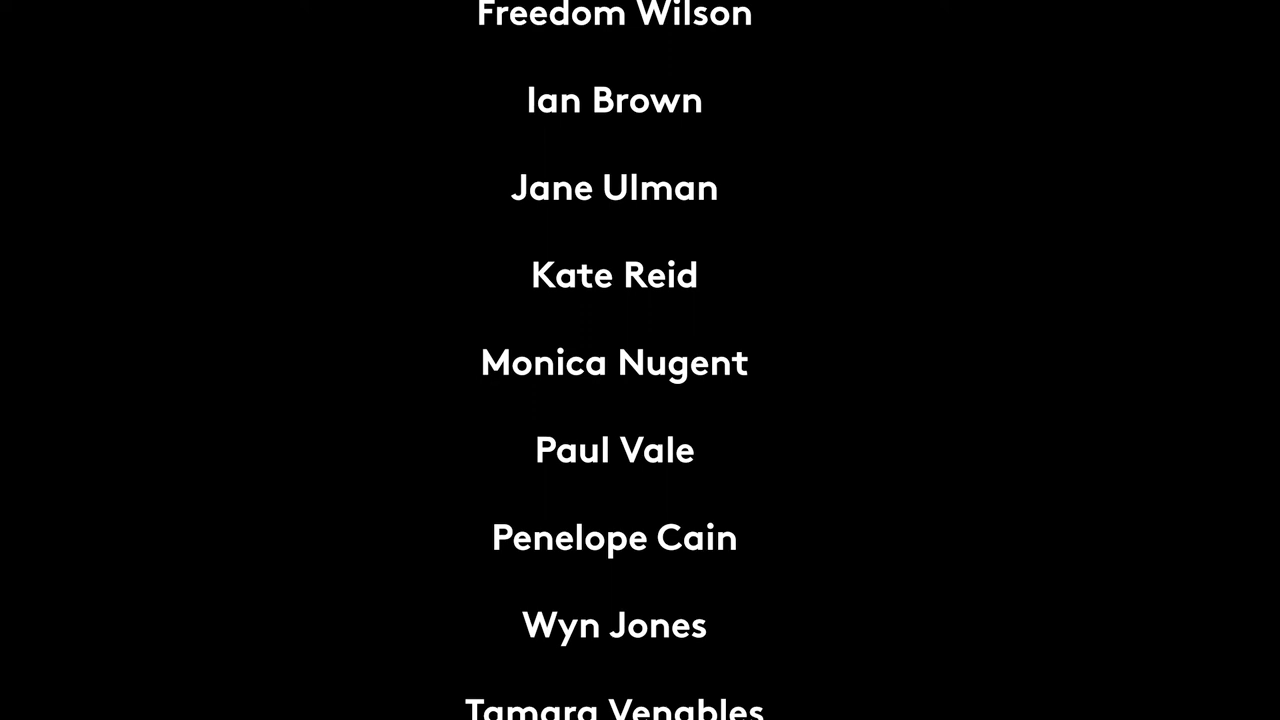 Freedom Wilson
Ian Brown
Jane Ulman
Kate Reid
Monica Nugent
Paul Vale
Penelope Cain
Wyn Jones
Tamara Venables